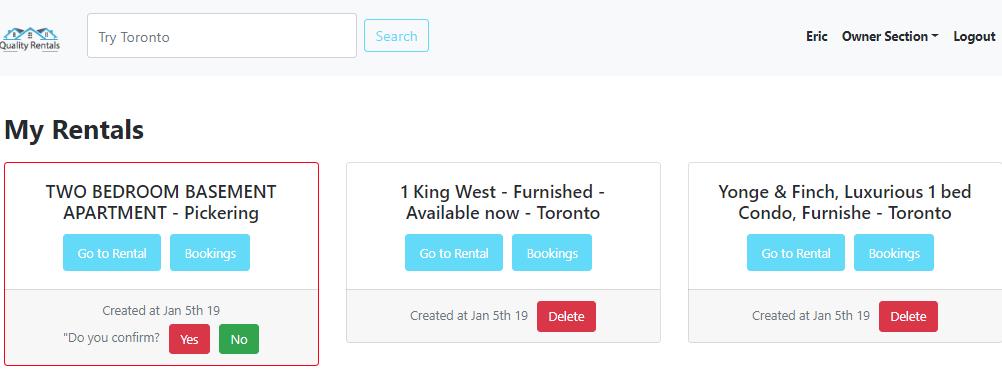 Quality Rentals
Try Toronto
Search
Eric
Owner Section
Logout
My Rentals
TWO BEDROOM BASEMENT
APARTMENT - Pickering
Go to Rental
Bookings
Created at Jan 5th 19
"Do you confirm?
Yes
No
1 King West - Furnished -
Available now - Toronto
Go to Rental
Bookings
Created at Jan 5th 19
Delete
Yonge & Finch, Luxurious 1 bed
Condo, Furnishe - Toronto
Go to Rental
Bookings
Created at Jan 5th 19
Delete